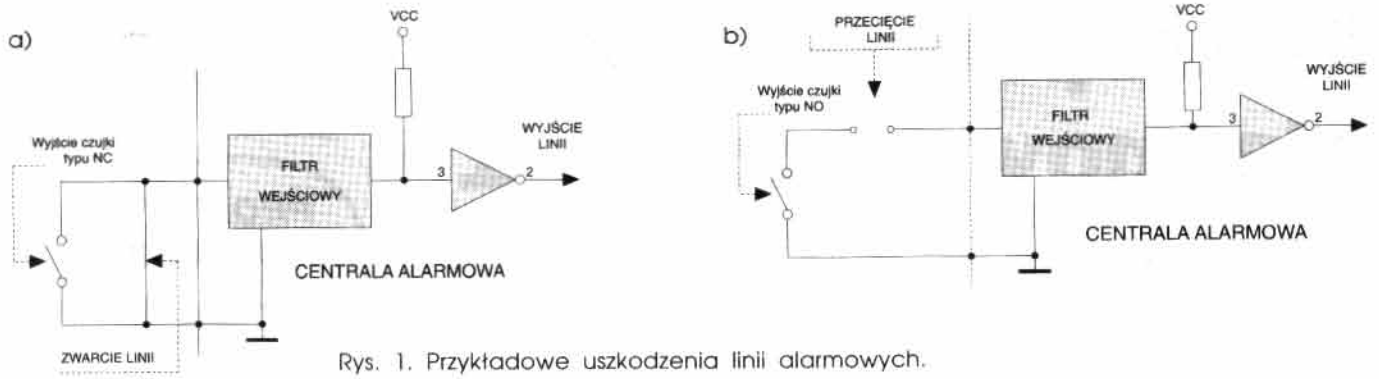 a)
VCC
Wyjście czujki
typu NC
FILTR
WEJŚCIOWY
3
2
WYJŚCIE
LINII
CENTRALA ALARMOWA
ZWARCIE LINII
b)
PRZECIĘCIE
LINII
VCC
Wyjście czujki
typu NO
FILTR
WEJŚCIOWY
3
2
WYJŚCIE
LINII
CENTRALA ALARMOWA
Rys. 1. Przykładowe uszkodzenia linii alarmowych.